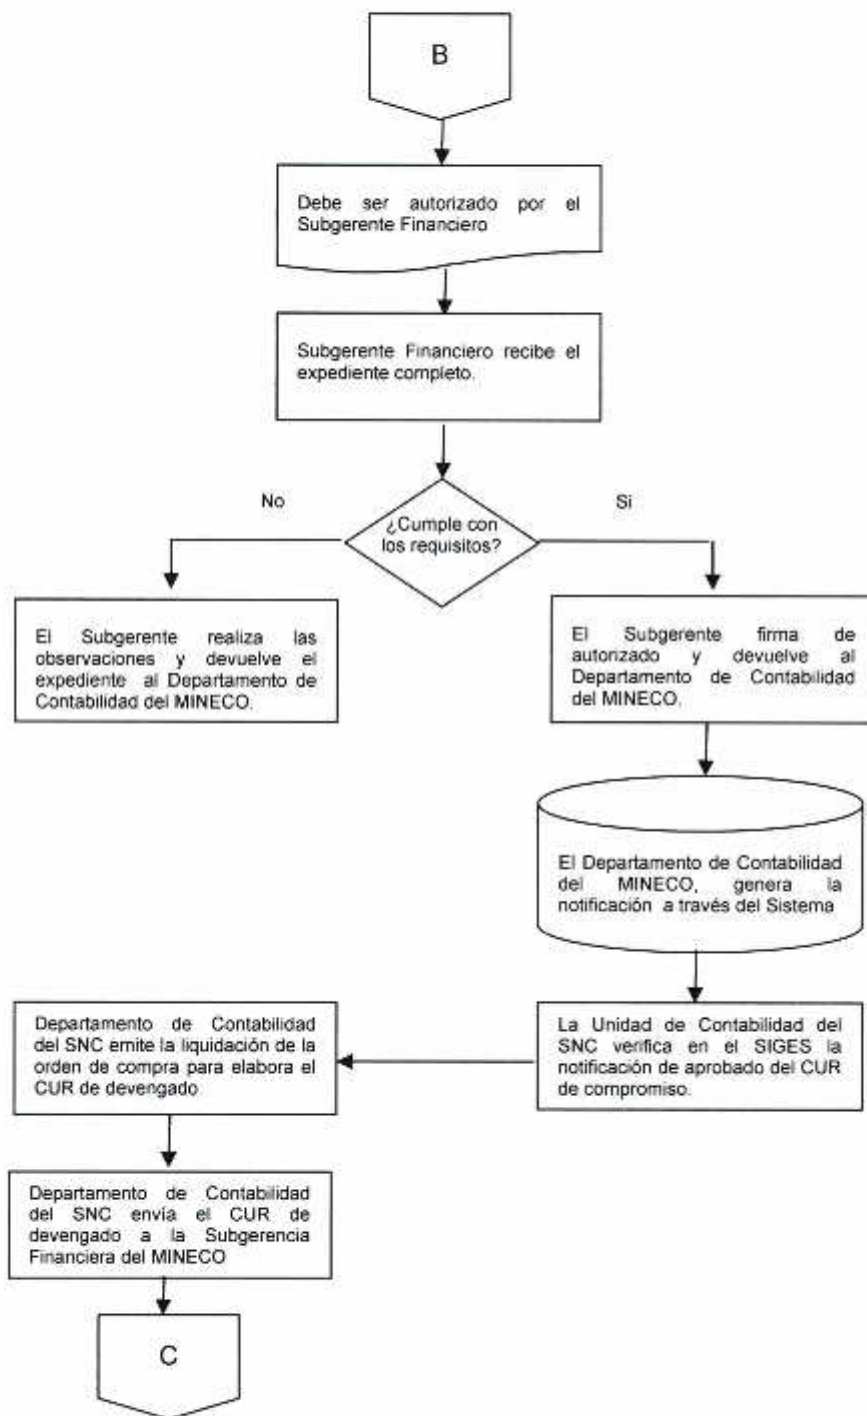 B
Debe ser autorizado por el
Subgerente Financiero
Subgerente Financiero recibe el
expediente completo.
No
Si
¿Cumple con
los requisitos?
El Subgerente realiza las
observaciones y devuelve el
expediente al Departamento de
Contabilidad del MINECO.
El Subgerente firma de
autorizado y devuelve al
Departamento de Contabilidad
del MINECO.
El Departamento de Contabilidad
del MINECO, genera la
notificación a través del Sistema
Departamento de Contabilidad
del SNC emite la liquidación de la
orden de compra para elabora el
CUR de devengado
La Unidad de Contabilidad del
SNC verifica en el SIGES la
notificación de aprobado del CUR
de compromiso.
Departamento de Contabilidad
del SNC envía el CUR de
devengado a la Subgerencia
Financiera del MINECO
C